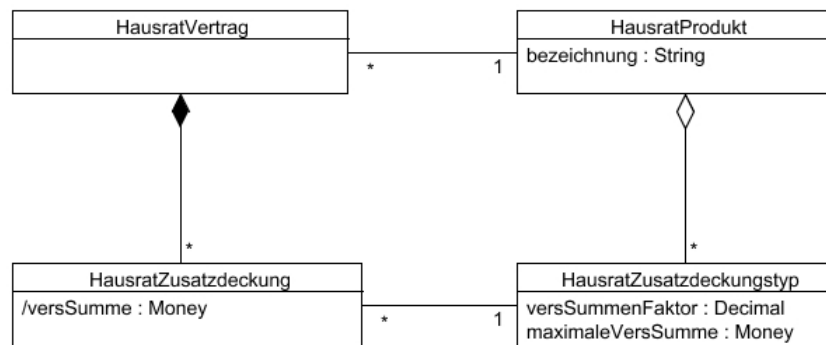 HausratVertrag
HausratProdukt
bezeichnung : String
*
1
*
*
HausratZusatzdeckung
/versSumme : Money
HausratZusatzdeckungstyp
versSummenFaktor : Decimal
maximaleVersSumme : Money
*
1